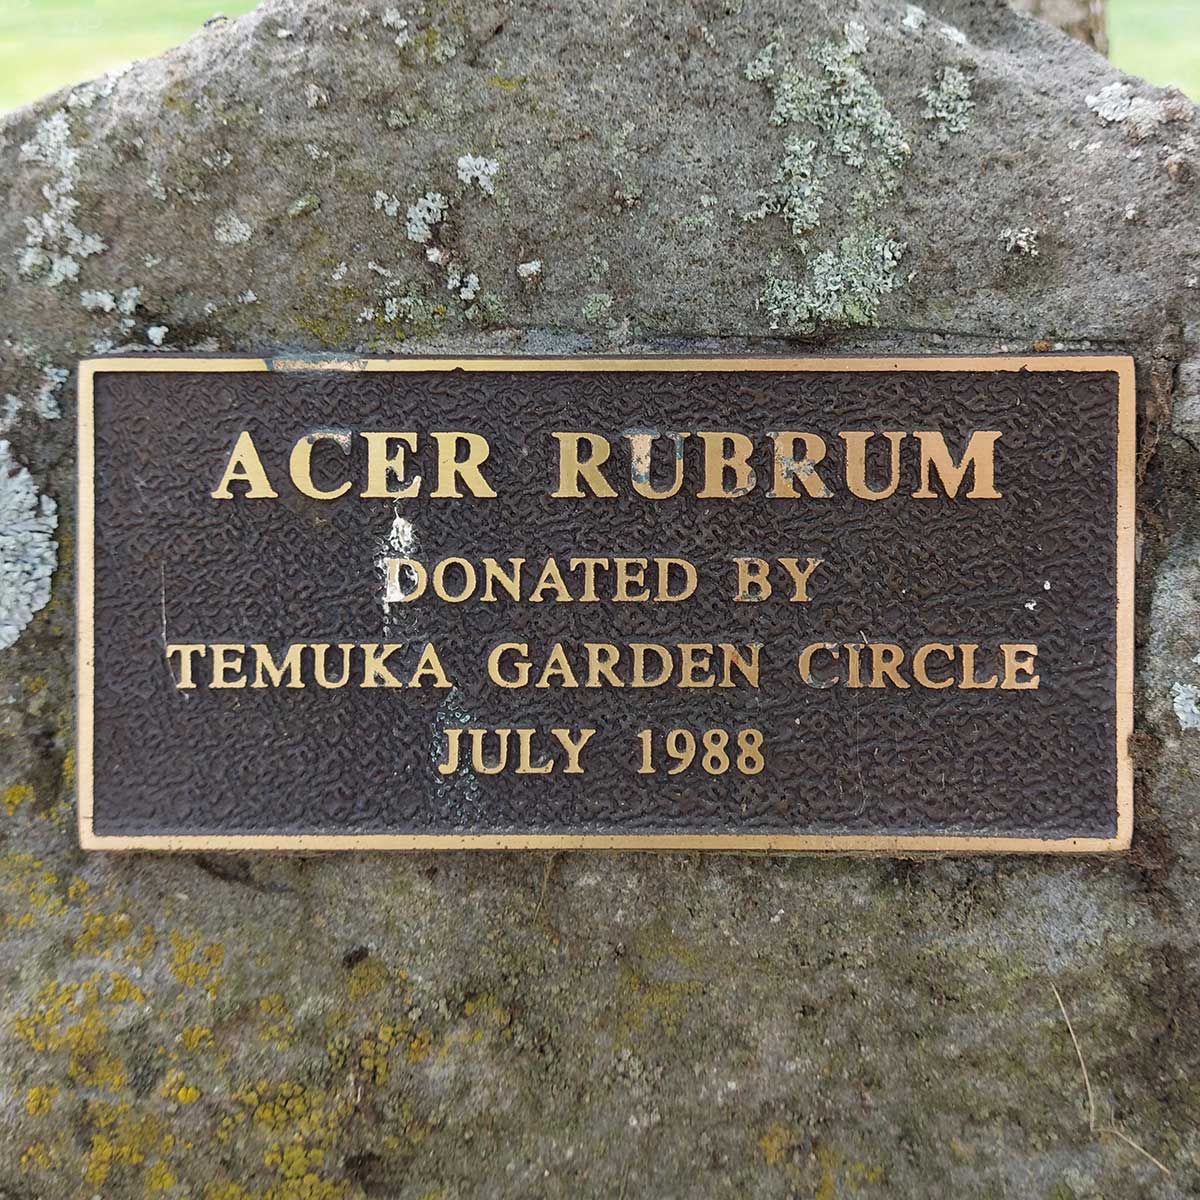 ACER RUBRUM
DONATED BY
TEMUKA GARDEN CIRCLE
JULY 1988